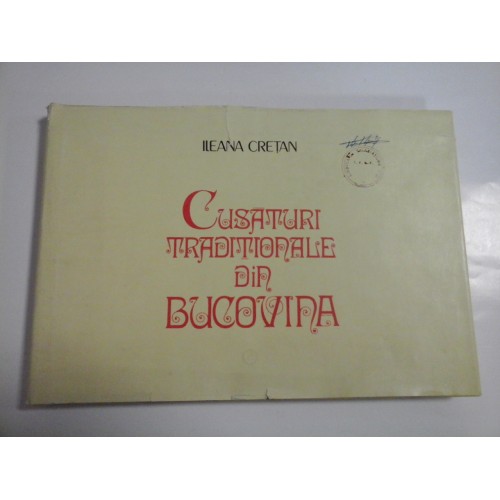 ILEANA CREȚAN
CUSATURI
TRADITIONALE
DIN
BUCOVINA